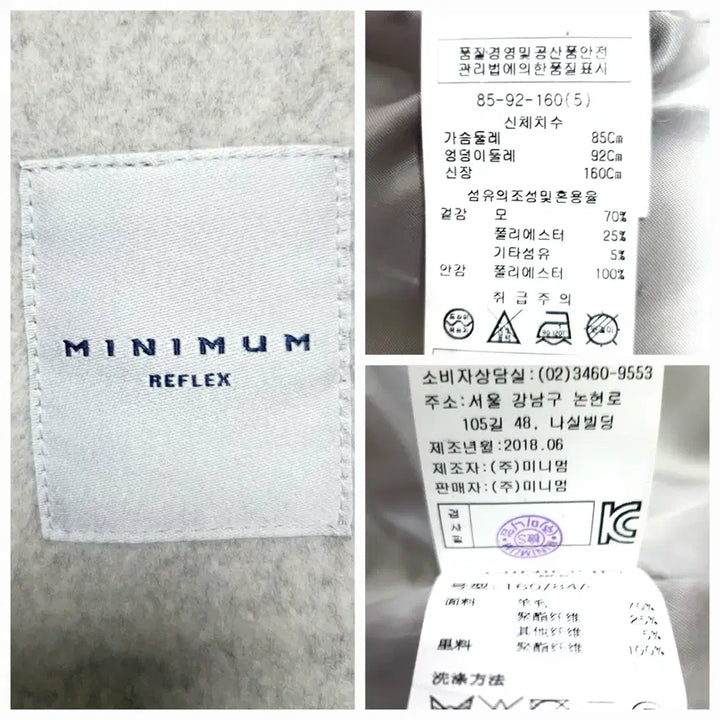 MINIMUM
REFLEX
품질경영및공산품안전
관리법에의한품질표시
85-92-160(5)
신체치수
가슴둘레 85Cm
엉덩이둘레 92Cm
신장 160Cm
섬유의조성및혼용율
겉감 모 70%
폴리에스터 25%
기타섬유 5%
안감 폴리에스터 100%
취급주의
소비자상담실:(02)3460-9553
주소:서울 강남구 논현로
105길 48, 나실빌딩
제조년월:2018.06
제조자:(주)미니멈
판매자:(주)미니멈
검사필
KC
号型:160/84A
面料 羊毛 70%
聚酯纤维 25%
其他纤维 5%
里料 聚酯纤维 100%
洗涤方法